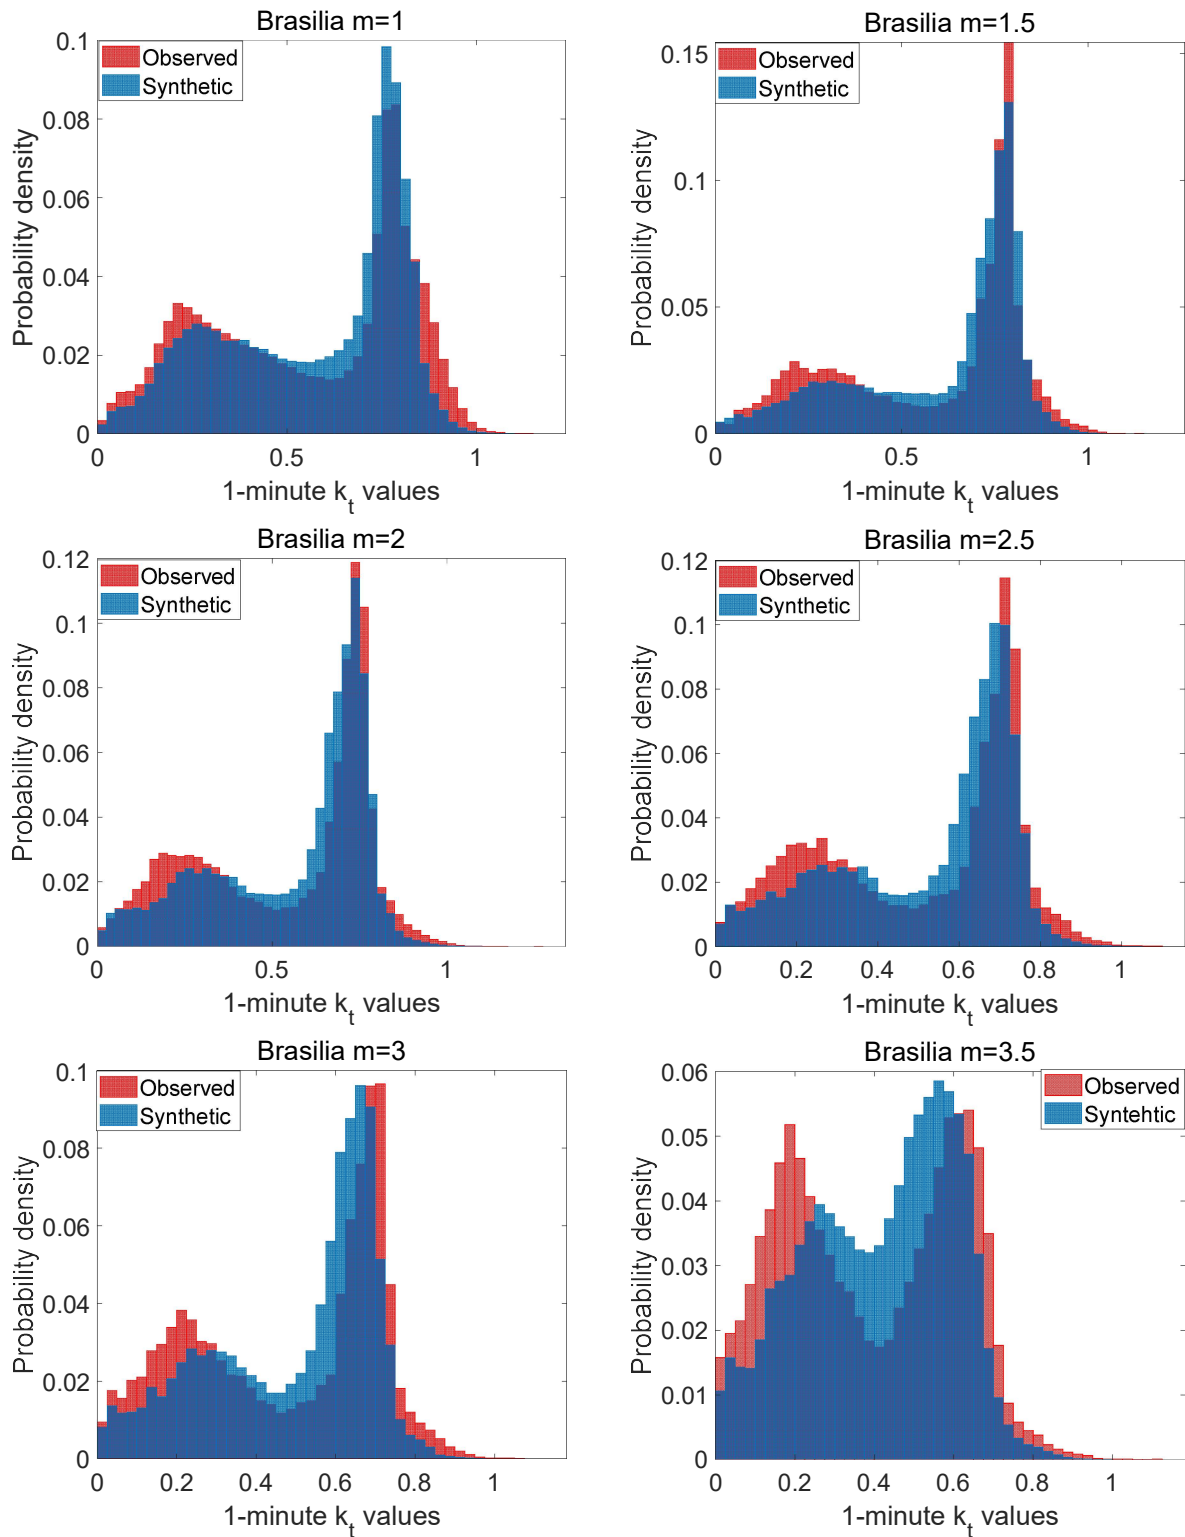 Brasilia m=1
0.1
0.08
0.06
0.04
0.02
0
Probability density
Observed
Synthetic
0
0.5
1
1-minute k_t values
Brasilia m=1.5
0.15
0.1
0.05
0
Probability density
Observed
Synthetic
0
0.5
1
1-minute k_t values
Brasilia m=2
0.12
0.1
0.08
0.06
0.04
0.02
0
Probability density
Observed
Synthetic
0
0.5
1
1-minute k_t values
Brasilia m=2.5
0.12
0.1
0.08
0.06
0.04
0.02
0
Probability density
Observed
Synthetic
0
0.2
0.4
0.6
0.8
1
1-minute k_t values
Brasilia m=3
0.1
0.08
0.06
0.04
0.02
0
Probability density
Observed
Synthetic
0
0.2
0.4
0.6
0.8
1
1-minute k_t values
Brasilia m=3.5
0.06
0.05
0.04
0.03
0.02
0.01
0
Probability density
Observed
Syntehtic
0
0.2
0.4
0.6
0.8
1
1-minute k_t values